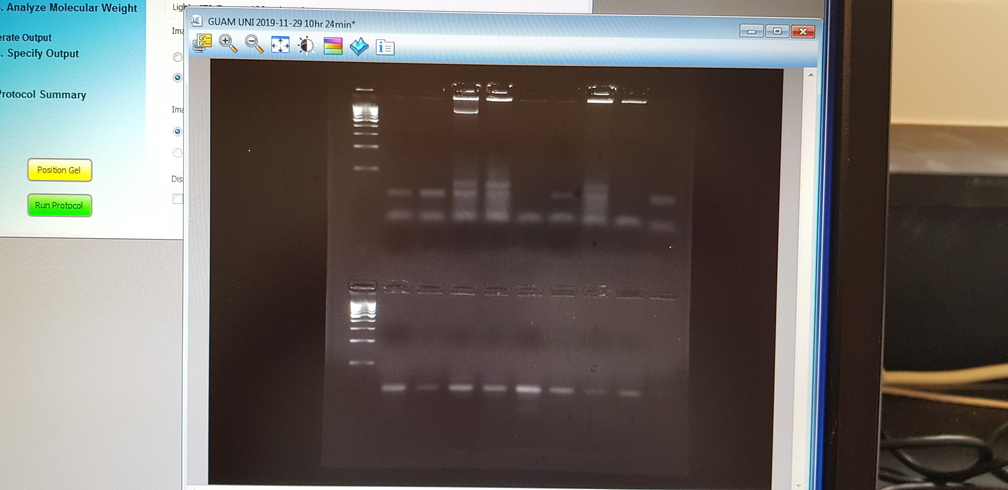 . Analyze Molecular Weight
erate Output
. Specify Output
Protocol Summary
Position Gel
Run Protocol
Ligh
Ima
Ima
Dis
GUAM UNI 2019-11-29 10hr 24min*